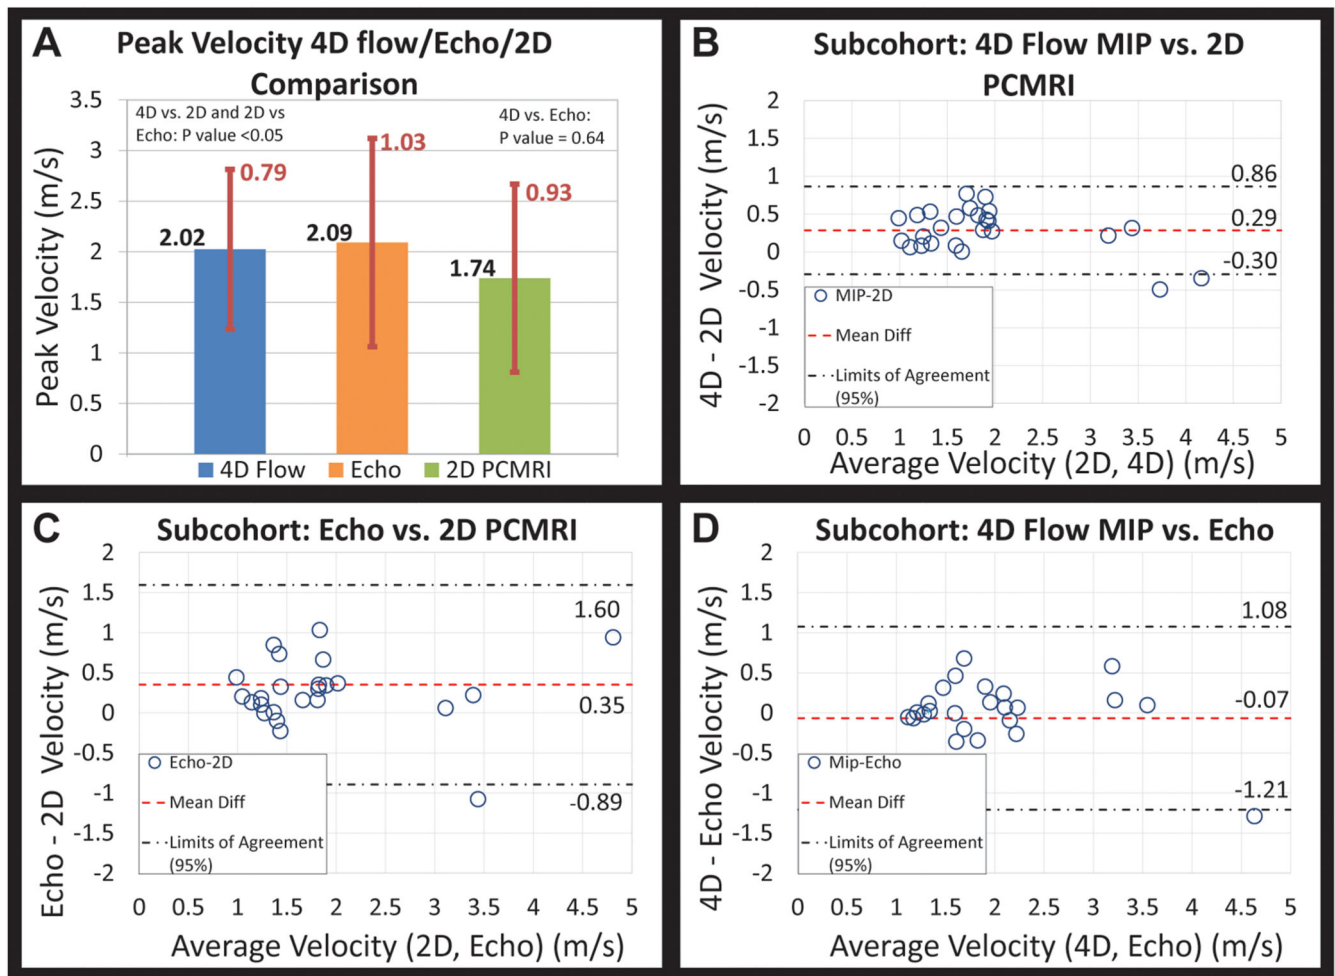 A
Peak Velocity 4D flow/Echo/2D
Comparison
4D vs. 2D and 2D vs
Echo: P value <0.05
4D vs. Echo:
P value = 0.64
Peak Velocity (m/s)
3.5
3
2.5
2
1.5
1
0.5
0
2.02
0.79
2.09
1.03
1.74
0.93
4D Flow
Echo
2D PCMRI
B
Subcohort: 4D Flow MIP vs. 2D
PCMRI
4D - 2D Velocity (m/s)
2
1.5
1
0.5
0
-0.5
-1
-1.5
-2
0.86
0.29
-0.30
MIP-2D
Mean Diff
Limits of Agreement
(95%)
0 0.5 1 1.5 2 2.5 3 3.5 4 4.5 5
Average Velocity (2D, 4D) (m/s)
C
Subcohort: Echo vs. 2D PCMRI
Echo - 2D Velocity (m/s)
2
1.5
1
0.5
0
-0.5
-1
-1.5
-2
1.60
0.35
-0.89
Echo-2D
Mean Diff
Limits of Agreement
(95%)
0 0.5 1 1.5 2 2.5 3 3.5 4 4.5 5
Average Velocity (2D, Echo) (m/s)
D
Subcohort: 4D Flow MIP vs. Echo
4D - Echo Velocity (m/s)
2
1.5
1
0.5
0
-0.5
-1
-1.5
-2
1.08
-0.07
-1.21
Mip-Echo
Mean Diff
Limits of Agreement
(95%)
0 0.5 1 1.5 2 2.5 3 3.5 4 4.5 5
Average Velocity (4D, Echo) (m/s)